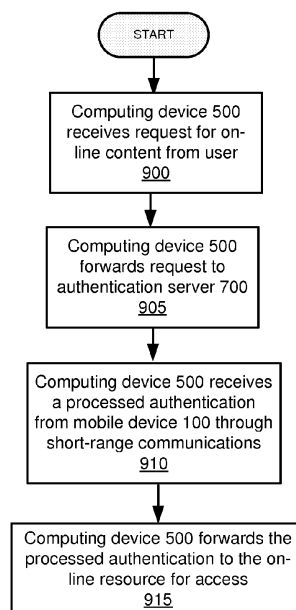 START
Computing device 500
receives request for on-
line content from user
900
Computing device 500
forwards request to
authentication server 700
905
Computing device 500 receives
a processed authentication
from mobile device 100 through
short-range communications
910
Computing device 500 forwards the
processed authentication to the on-
line resource for access
915